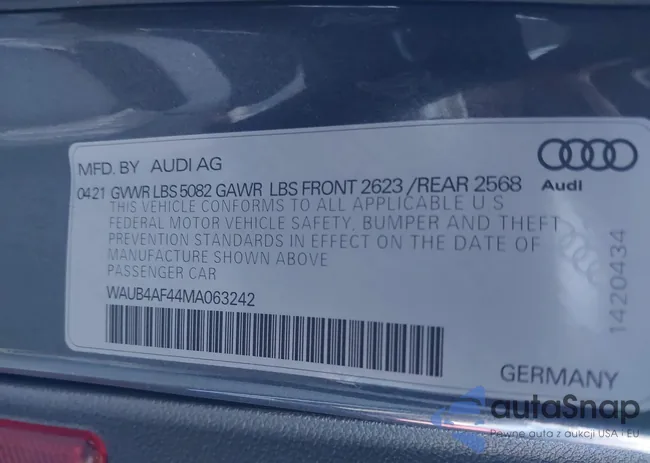 MFD. BY AUDI AG
0421 GVWR LBS 5082 GAWR LBS FRONT 2623 /REAR 2568
Audi
THIS VEHICLE CONFORMS TO ALL APPLICABLE U S
FEDERAL MOTOR VEHICLE SAFETY, BUMPER AND THEFT
PREVENTION STANDARDS IN EFFECT ON THE DATE OF
MANUFACTURE SHOWN ABOVE
PASSENGER CAR
WAUB4AF44MA063242
1420434
GERMANY
autaSnap
Pewne auta z aukcji USA i EU